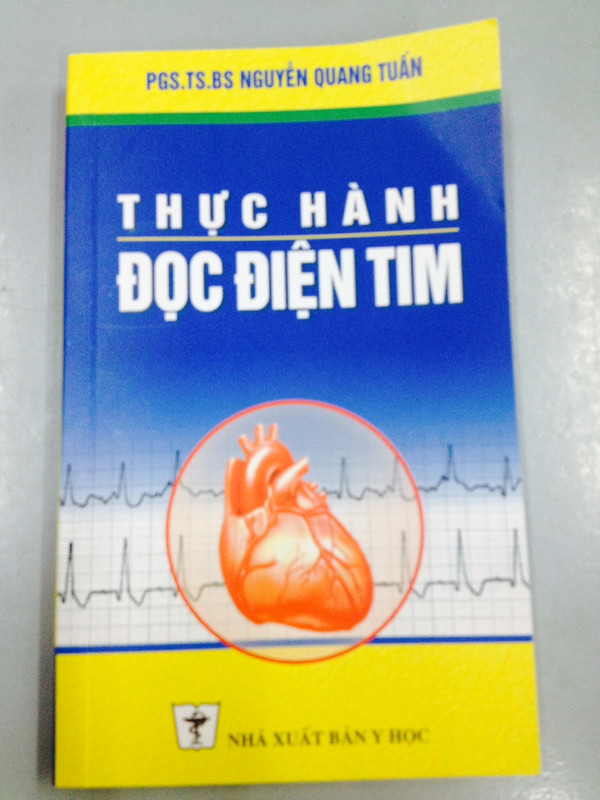 PGS.TS.BS NGUYỄN QUANG TUẤN
THỰC HÀNH
ĐỌC ĐIỆN TIM
NHÀ XUẤT BẢN Y HỌC